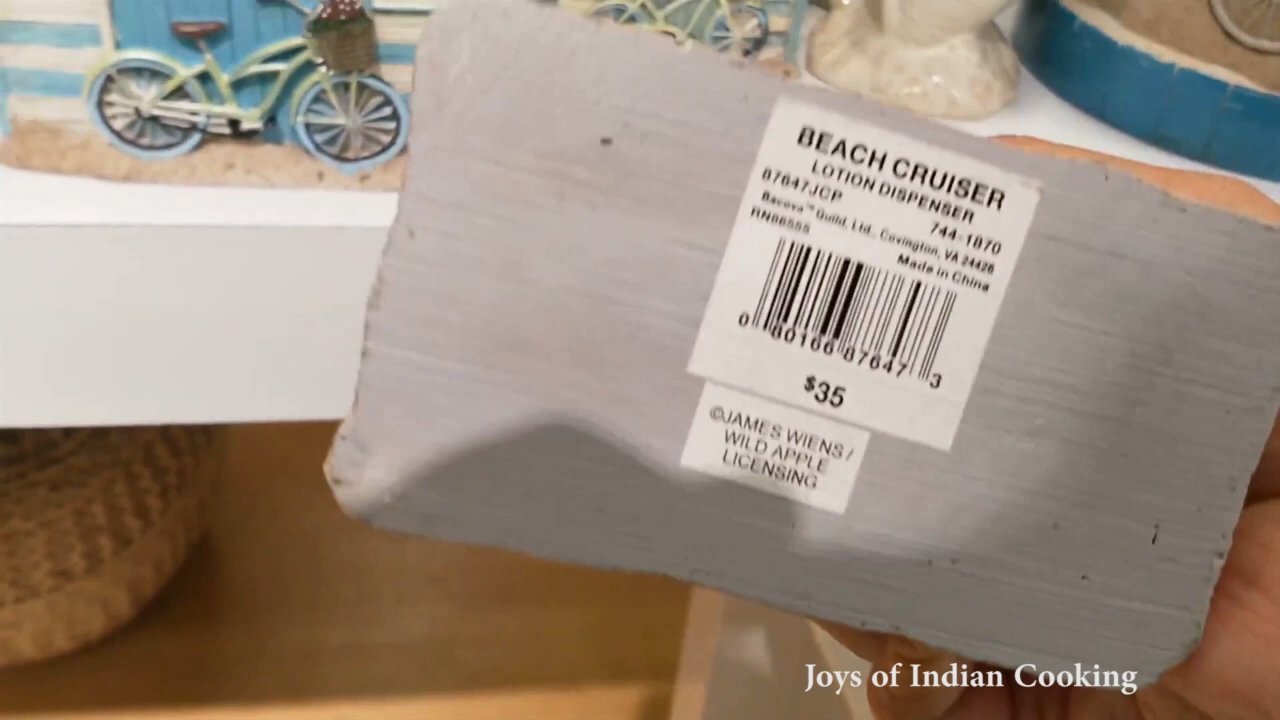 BEACH CRUISER
LOTION DISPENSER
87647JCP
744-1870
Bacova™ Guild, Ltd., Covington, VA 24426
RN86555
Made in China
0 80166 87647 3
$35
©JAMES WIENS /
WILD APPLE
LICENSING
Joys of Indian Cooking